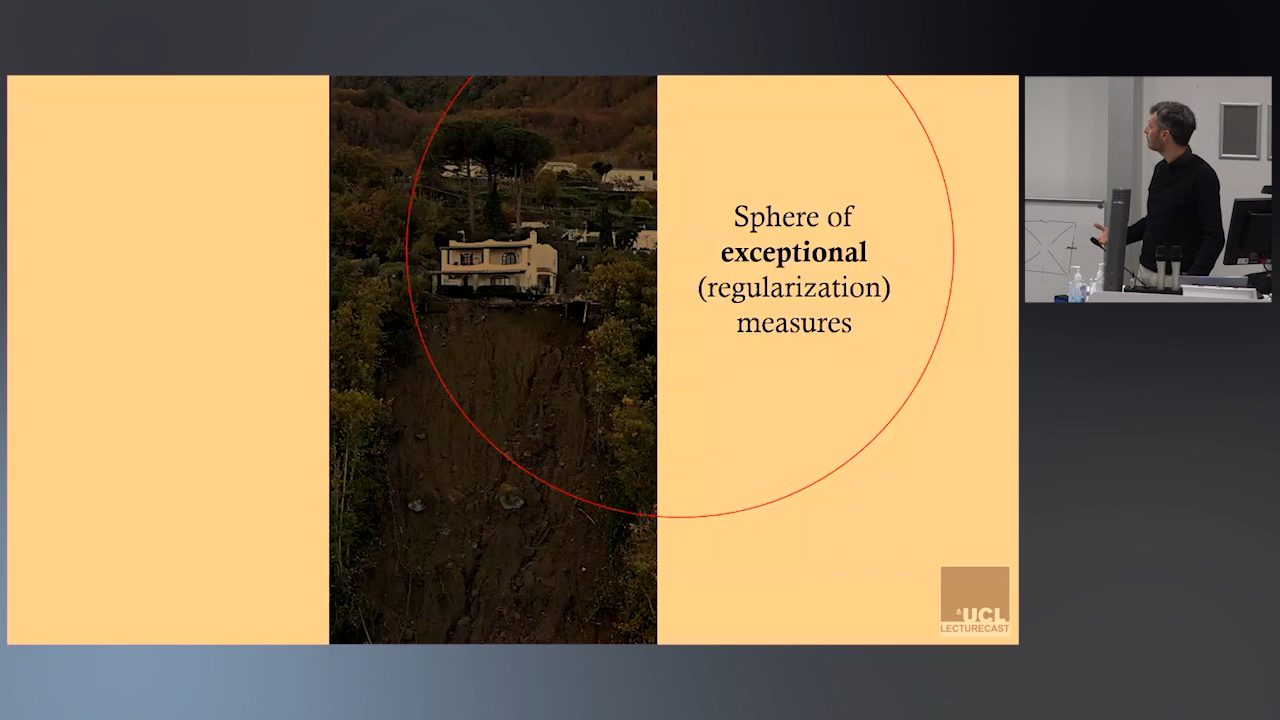 Sphere of
exceptional
(regularization)
measures
UCL
LECTURECAST